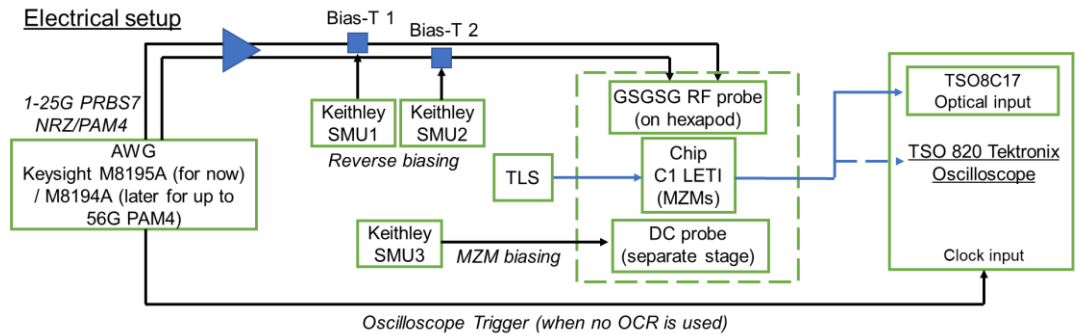 Electrical setup
Bias-T 1
Bias-T 2
1-25G PRBS7
NRZ/PAM4
AWG
Keysight M8195A (for now)
/ M8194A (later for up to
56G PAM4)
Keithley
SMU1
Keithley
SMU2
Reverse biasing
GSGSG RF probe
(on hexapod)
TLS
Chip
C1 LETI
(MZMs)
Keithley
SMU3
MZM biasing
DC probe
(separate stage)
TSO8C17
Optical input
TSO 820 Tektronix
Oscilloscope
Clock input
Oscilloscope Trigger (when no OCR is used)